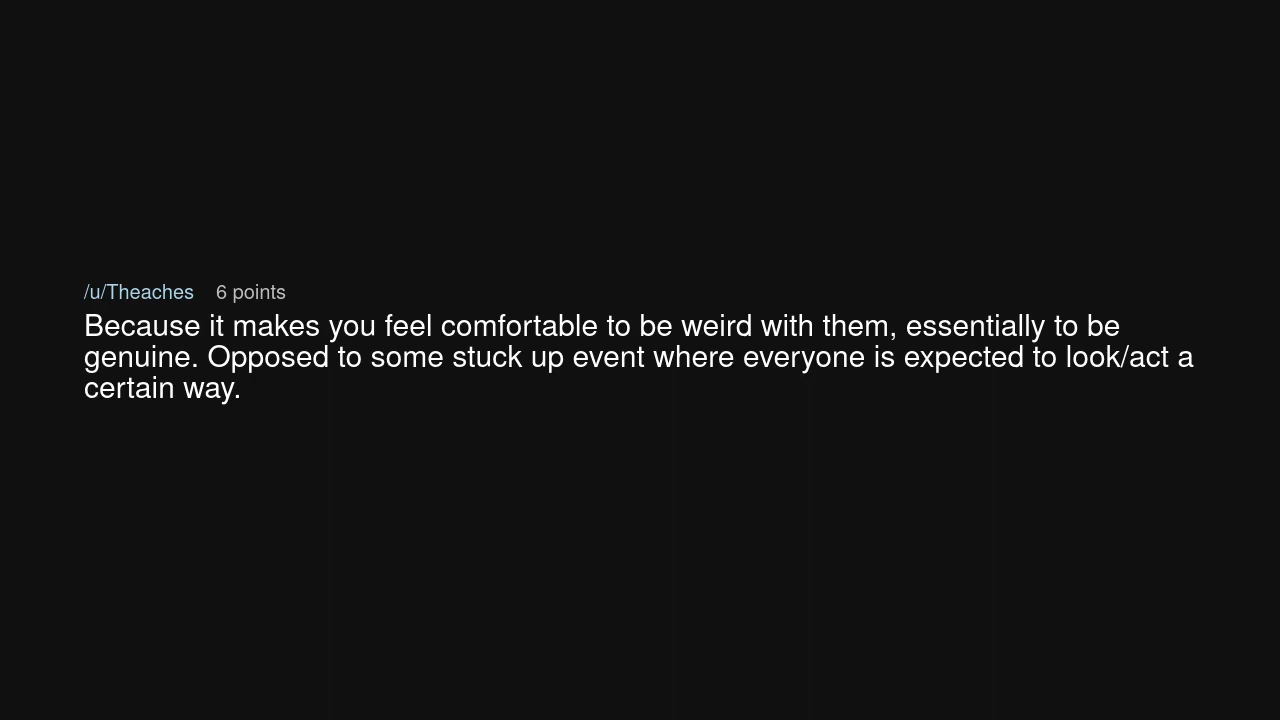 /u/Theaches 6 points
Because it makes you feel comfortable to be weird with them, essentially to be
genuine. Opposed to some stuck up event where everyone is expected to look/act a
certain way.